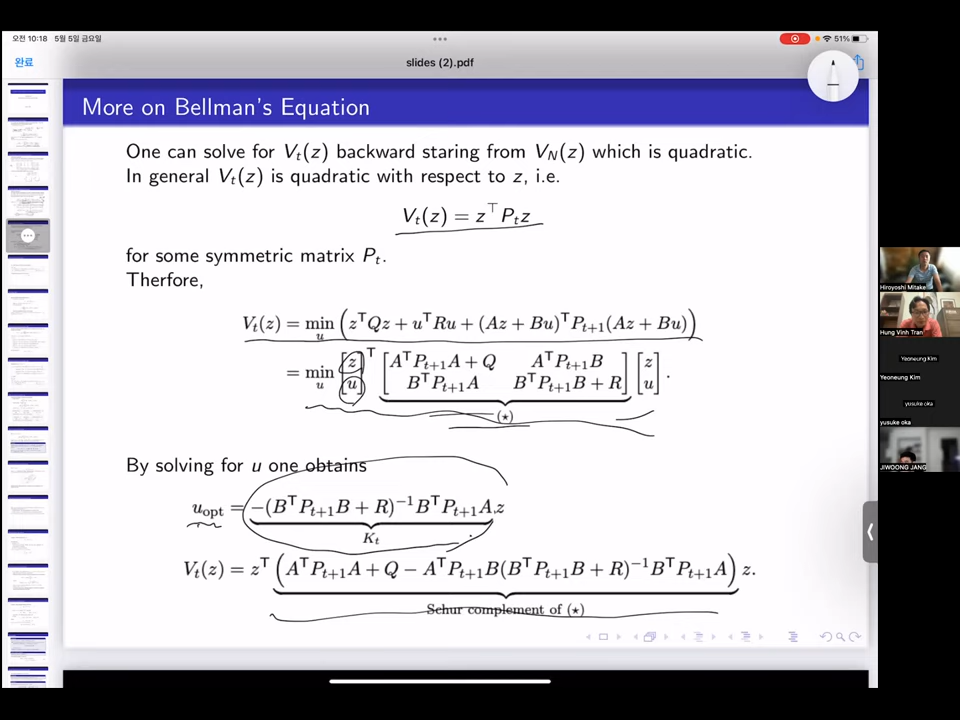 오전 10:18 5월 5일 금요일
51%
완료
slides (2).pdf
More on Bellman's Equation
One can solve for V_t(z) backward staring from V_N(z) which is quadratic.
In general V_t(z) is quadratic with respect to z, i.e.
V_t(z) = z^⊤ P_t z
for some symmetric matrix P_t.
Therfore,
V_t(z) = min_u (z^T Qz + u^T Ru + (Az + Bu)^T P_{t+1}(Az + Bu))
= min_u [z u]^T [A^T P_{t+1}A + Q A^T P_{t+1}B
B^T P_{t+1}A B^T P_{t+1}B + R] [z u].
(⋆)
By solving for u one obtains
u_opt = −(B^T P_{t+1}B + R)^{−1}B^T P_{t+1}A z
K_t
V_t(z) = z^T (A^T P_{t+1}A + Q − A^T P_{t+1}B(B^T P_{t+1}B + R)^{−1}B^T P_{t+1}A) z.
Schur complement of (⋆)
Hiroyoshi Mitake
Hung Vinh Tran
Yeoneung Kim
Yeoneung Kim
yusuke oka
yusuke oka
JIWOONG JANG